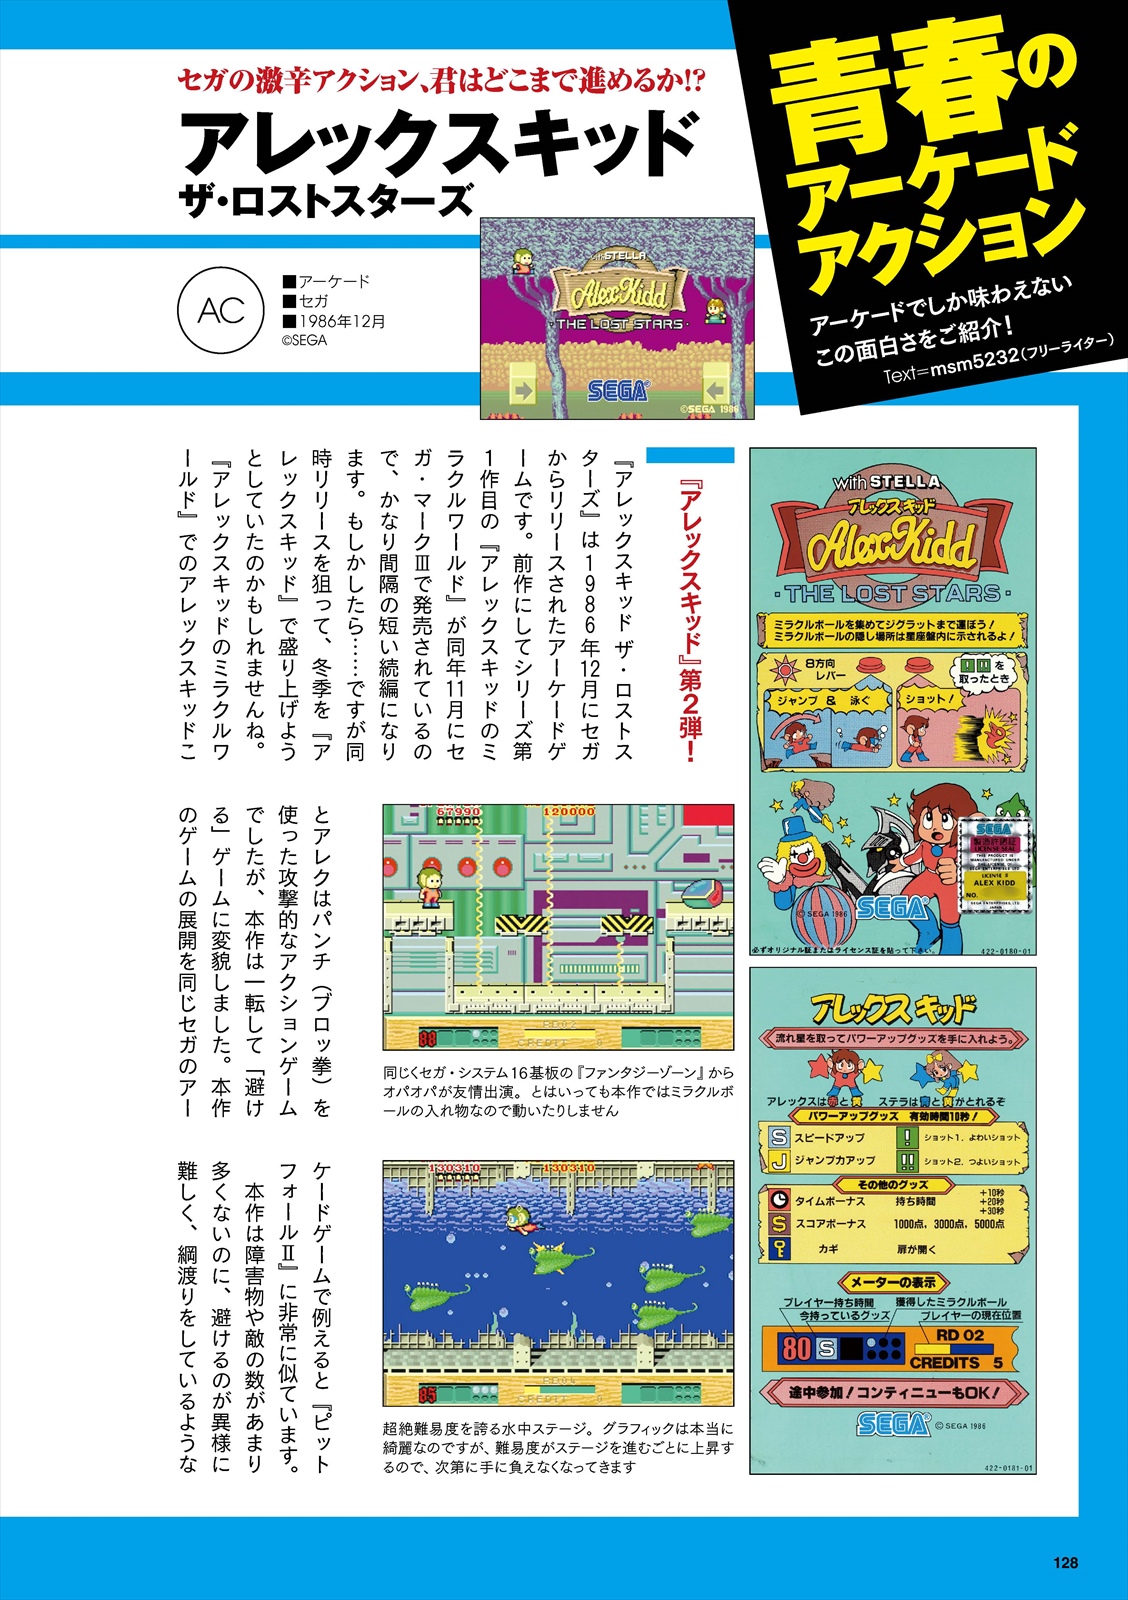 青春の
アーケード
アクション
アーケードでしか味わえない
この面白さをご紹介！
Text=msm5232（フリーライター）
セガの激辛アクション、君はどこまで進めるか!?
アレックスキッド
ザ・ロストスターズ
AC
■アーケード
■セガ
■1986年12月
©SEGA
with STELLA
Alex Kidd
・THE LOST STARS・
SEGA®
©SEGA 1986
『アレックスキッド』第2弾！
『アレックスキッド ザ・ロストス
ターズ』は1986年12月にセガ
からリリースされたアーケードゲ
ームです。前作にしてシリーズ第
1作目の『アレックスキッドのミ
ラクルワールド』が同年11月にセ
ガ・マークⅢで発売されているの
で、かなり間隔の短い続編になり
ます。もしかしたら……ですが同
時リリースを狙って、冬季を『ア
レックスキッド』で盛り上げよう
としていたのかもしれませんね。
『アレックスキッドのミラクルワ
ールド』でのアレックスキッドこ
とアレクはパンチ（ブロッ拳）を
使った攻撃的なアクションゲーム
でしたが、本作は一転して「避け
る」ゲームに変貌しました。本作
のゲームの展開を同じセガのアー
ケードゲームで例えると『ピット
フォールⅡ』に非常に似ています。
本作は障害物や敵の数があまり
多くないのに、避けるのが異様に
難しく、綱渡りをしているような
67990
120000
88
RD02
CREDIT 0
同じくセガ・システム16基板の『ファンタジーゾーン』から
オパオパが友情出演。とはいっても本作ではミラクルボ
ールの入れ物なので動いたりしません
130310
130310
85
CREDIT 0
超絶難易度を誇る水中ステージ。グラフィックは本当に
綺麗なのですが、難易度がステージを進むごとに上昇す
るので、次第に手に負えなくなってきます
with STELLA
アレックスキッド
Alex Kidd
・THE LOST STARS・
ミラクルボールを集めてジグラットまで運ぼう！
ミラクルボールの隠し場所は星座盤内に示されるよ！
8方向
レバー
を
取ったとき
ジャンプ & 泳ぐ
ショット！
SEGA®
製造許諾証
LICENSE SEAL
THIS PRODUCT IS
MANUFACTURED UNDER
LICENSE #
ALEX KIDD
NO.
SEGA ENTERPRISES, LTD
JAPAN
© SEGA 1986
SEGA®
必ずオリジナル証またはライセンス証を貼って下さい。
422-0180-01
アレックスキッド
流れ星を取ってパワーアップグッズを手に入れよう。
アレックスは赤と黄
ステラは青と黄がとれるぞ
パワーアップグッズ 有効時間10秒！
S スピードアップ
! ショット1. よわいショット
J ジャンプ力アップ
!! ショット2. つよいショット
その他のグッズ
タイムボーナス 持ち時間 +10秒
+20秒
+30秒
S スコアボーナス 1000点, 3000点, 5000点
カギ 扉が開く
メーターの表示
プレイヤー持ち時間 獲得したミラクルボール
今持っているグッズ プレイヤーの現在位置
80 S
RD 02
CREDITS 5
途中参加！コンティニューもOK！
SEGA® © SEGA 1986
422-0181-01
128